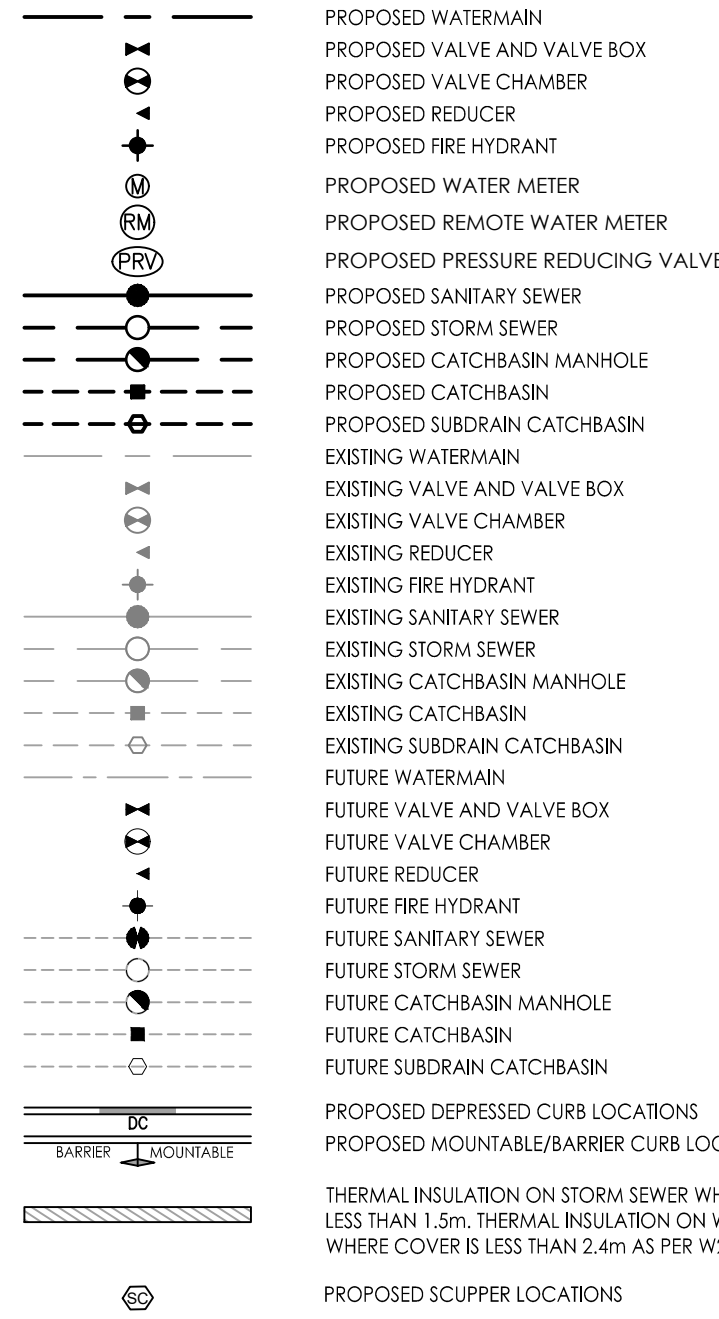 PROPOSED WATERMAIN
PROPOSED VALVE AND VALVE BOX
PROPOSED VALVE CHAMBER
PROPOSED REDUCER
PROPOSED FIRE HYDRANT
M PROPOSED WATER METER
RM PROPOSED REMOTE WATER METER
PRV PROPOSED PRESSURE REDUCING VALVE
PROPOSED SANITARY SEWER
PROPOSED STORM SEWER
PROPOSED CATCHBASIN MANHOLE
PROPOSED CATCHBASIN
PROPOSED SUBDRAIN CATCHBASIN
EXISTING WATERMAIN
EXISTING VALVE AND VALVE BOX
EXISTING VALVE CHAMBER
EXISTING REDUCER
EXISTING FIRE HYDRANT
EXISTING SANITARY SEWER
EXISTING STORM SEWER
EXISTING CATCHBASIN MANHOLE
EXISTING CATCHBASIN
EXISTING SUBDRAIN CATCHBASIN
FUTURE WATERMAIN
FUTURE VALVE AND VALVE BOX
FUTURE VALVE CHAMBER
FUTURE REDUCER
FUTURE FIRE HYDRANT
FUTURE SANITARY SEWER
FUTURE STORM SEWER
FUTURE CATCHBASIN MANHOLE
FUTURE CATCHBASIN
FUTURE SUBDRAIN CATCHBASIN
DC PROPOSED DEPRESSED CURB LOCATIONS
BARRIER MOUNTABLE PROPOSED MOUNTABLE/BARRIER CURB
THERMAL INSULATION ON STORM SEWER
LESS THAN 1.5m. THERMAL INSULATION ON
WHERE COVER IS LESS THAN 2.4m AS PER
SC PROPOSED SCUPPER LOCATIONS